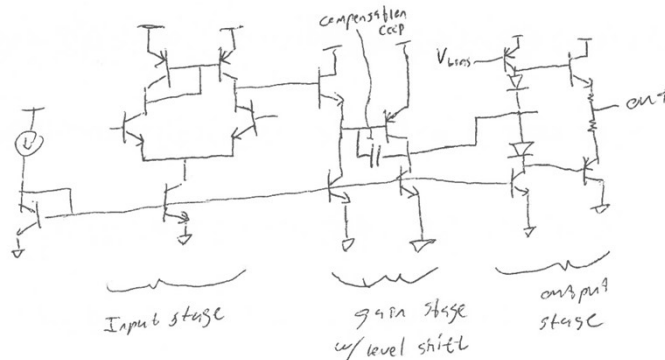 compensation
cap
Vbias
out
Input stage
gain stage
w/ level shift
output
stage